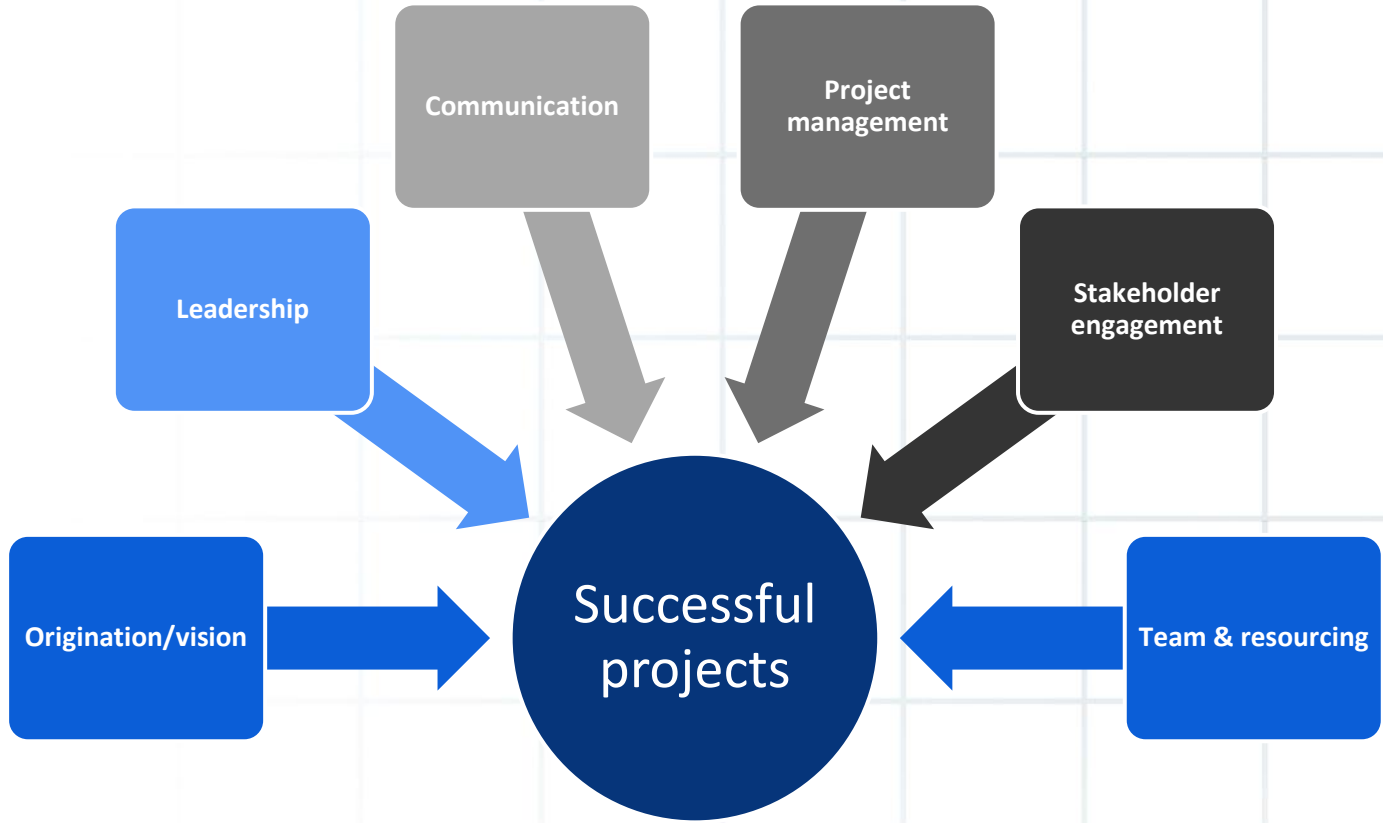 Communication
Project
management
Leadership
Stakeholder
engagement
Origination/vision
Successful
projects
Team & resourcing